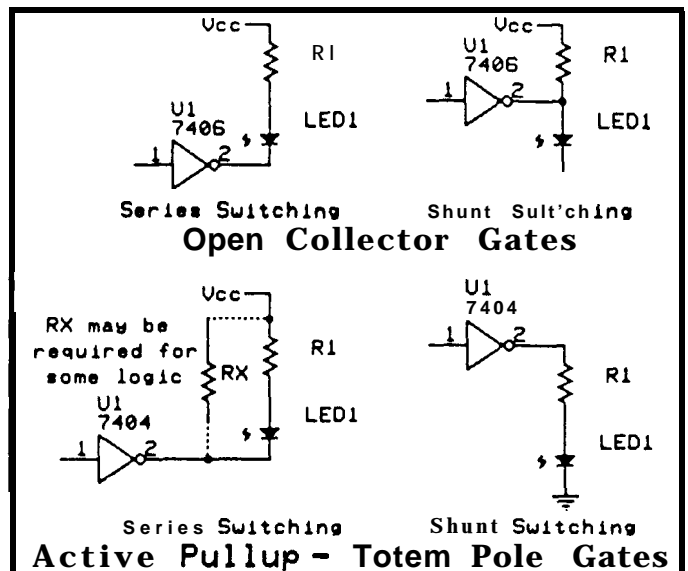 Vcc
RI
U1
7406
LED1
1 2
Series Switching
Vcc
U1
7406
R1
1 2
LED1
Shunt Sult'ching
Open Collector Gates
Vcc
RX may be
required for
some logic
RX
R1
U1
7404
LED1
1 2
Series Switching
U1
7404
1 2
R1
LED1
Shunt Switching
Active Pullup – Totem Pole Gates